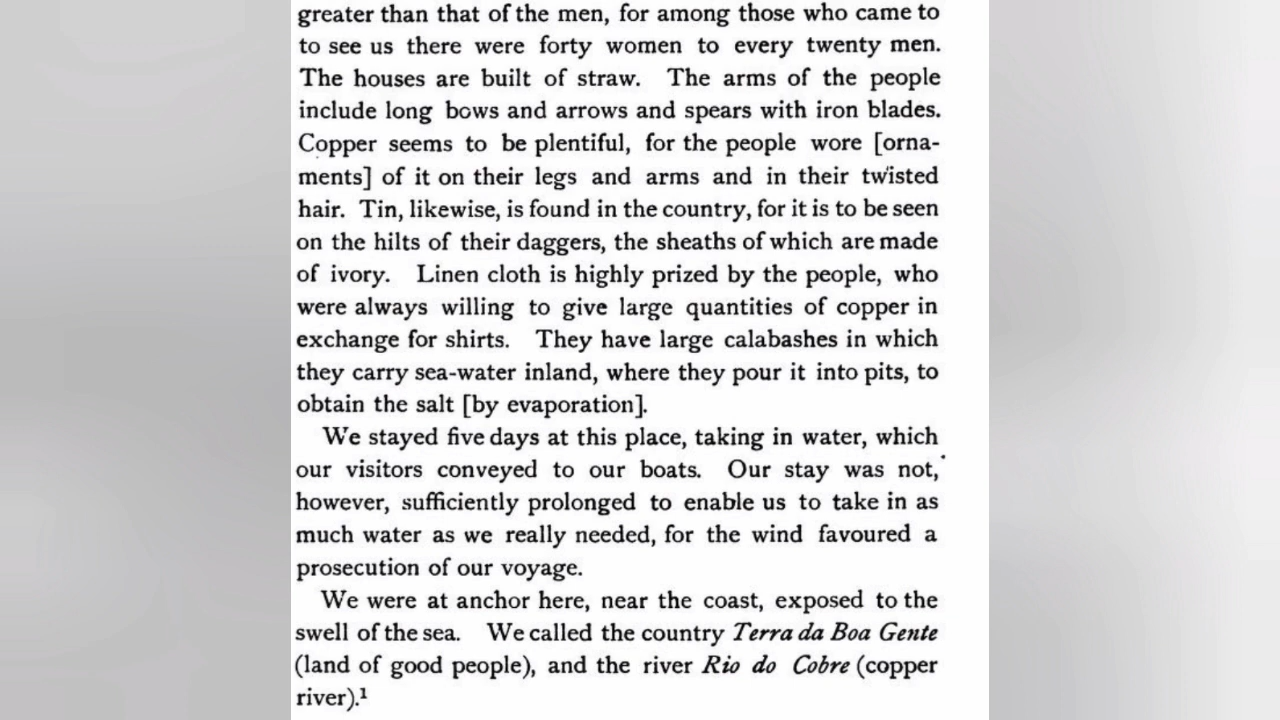 greater than that of the men, for among those who came to
to see us there were forty women to every twenty men.
The houses are built of straw. The arms of the people
include long bows and arrows and spears with iron blades.
Copper seems to be plentiful, for the people wore [orna-
ments] of it on their legs and arms and in their twisted
hair. Tin, likewise, is found in the country, for it is to be seen
on the hilts of their daggers, the sheaths of which are made
of ivory. Linen cloth is highly prized by the people, who
were always willing to give large quantities of copper in
exchange for shirts. They have large calabashes in which
they carry sea-water inland, where they pour it into pits, to
obtain the salt [by evaporation].
We stayed five days at this place, taking in water, which
our visitors conveyed to our boats. Our stay was not,
however, sufficiently prolonged to enable us to take in as
much water as we really needed, for the wind favoured a
prosecution of our voyage.
We were at anchor here, near the coast, exposed to the
swell of the sea. We called the country Terra da Boa Gente
(land of good people), and the river Rio do Cobre (copper
river).¹